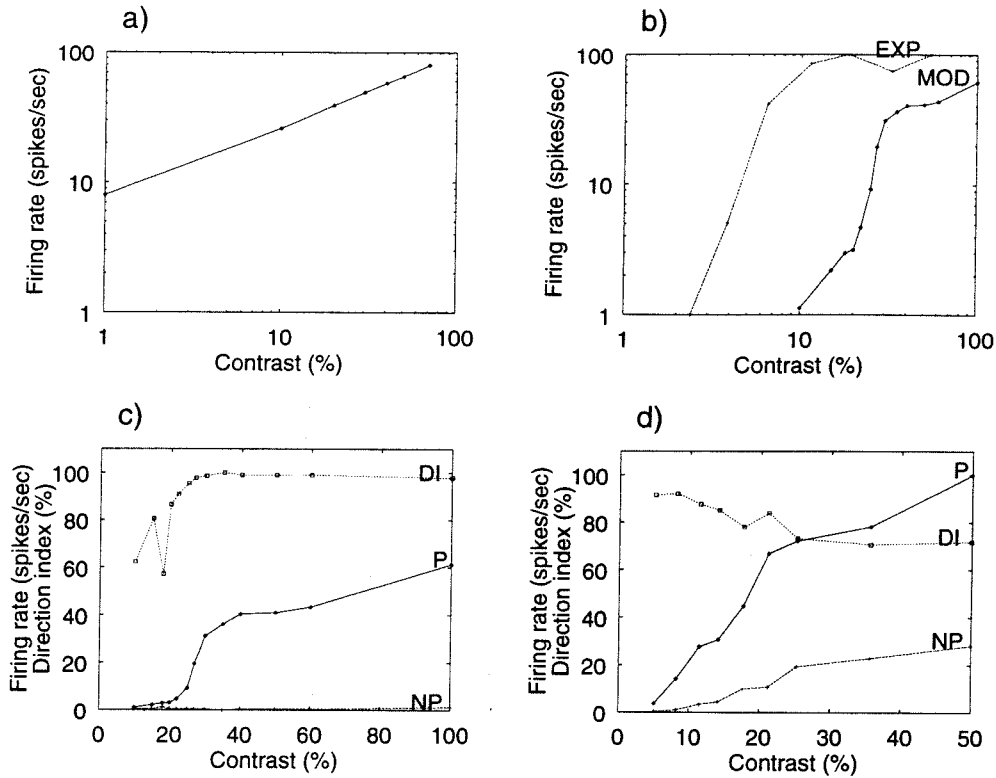 a)
100
10
1
1
10
100
Firing rate (spikes/sec)
Contrast (%)
b)
100
10
1
1
10
100
EXP
MOD
Firing rate (spikes/sec)
Contrast (%)
c)
100
80
60
40
20
0
0
20
40
60
80
100
DI
P
NP
Firing rate (spikes/sec)
Direction index (%)
Contrast (%)
d)
100
80
60
40
20
0
0
10
20
30
40
50
P
DI
NP
Firing rate (spikes/sec)
Direction index (%)
Contrast (%)